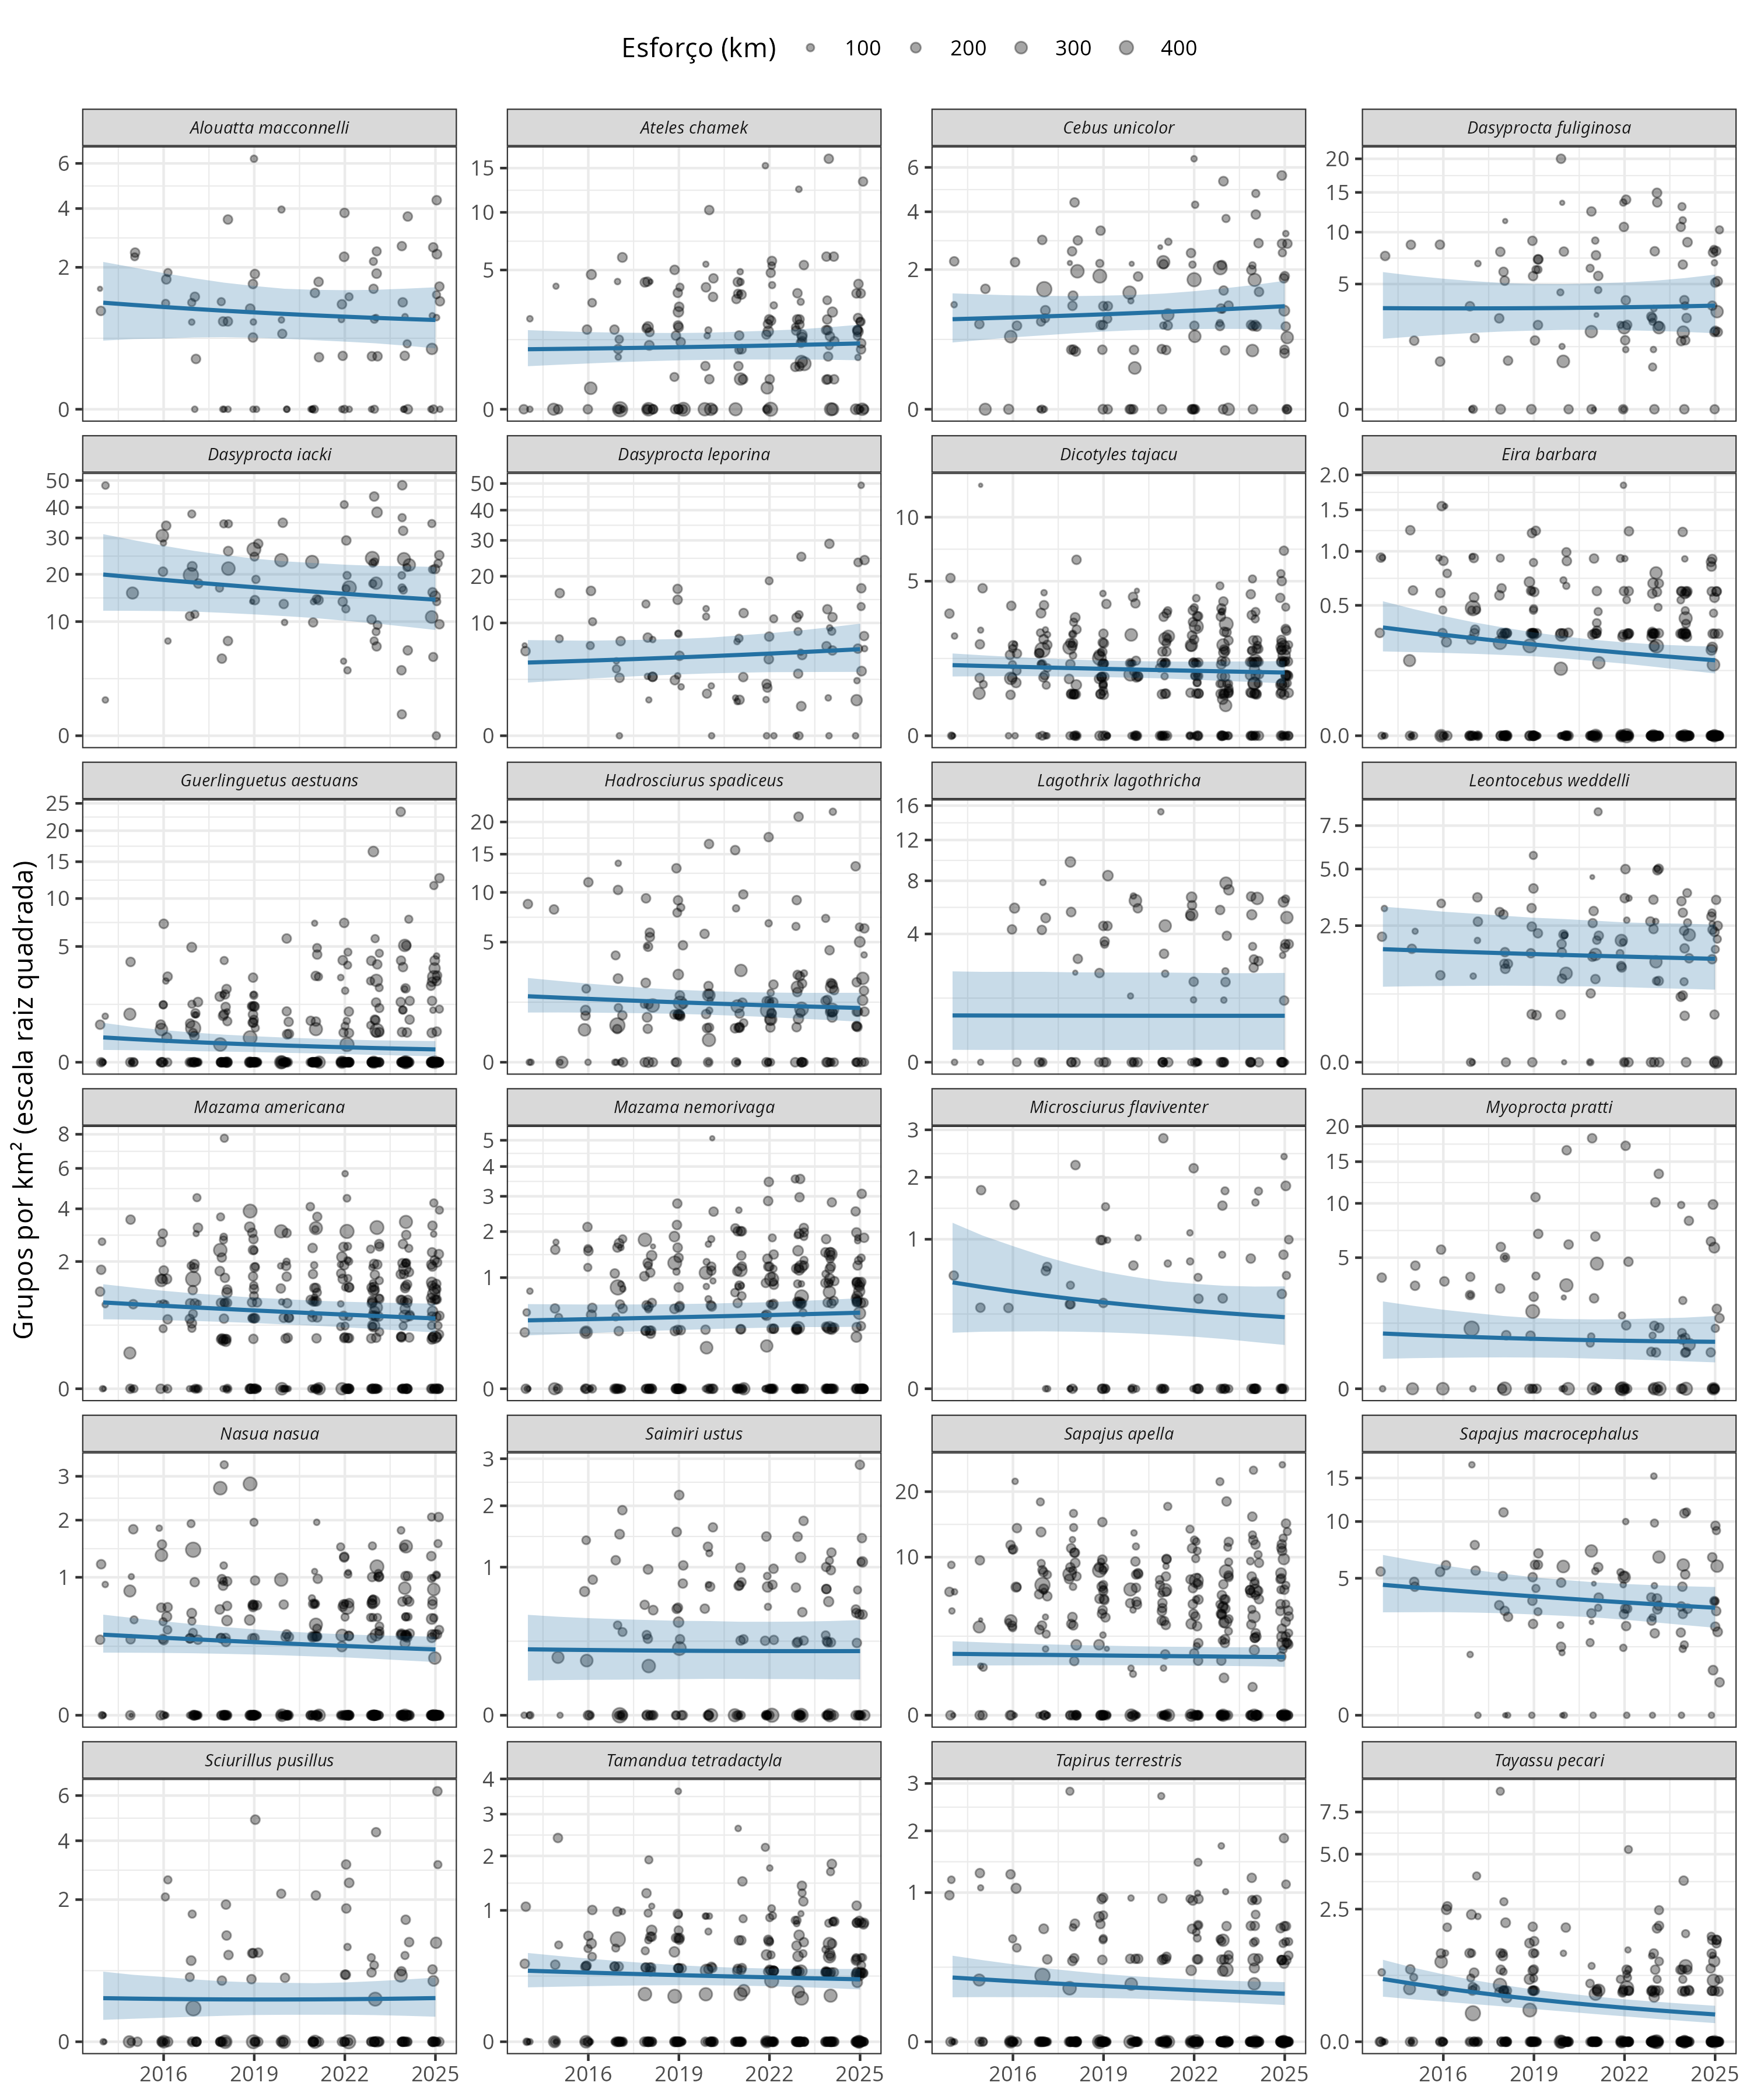 Esforço (km) 100 200 300 400
Alouatta macconnelli Ateles chamek Cebus unicolor Dasyprocta fuliginosa
6 4 2 0
15 10 5 0
6 4 2 0
20 15 10 5 0
Dasyprocta iacki Dasyprocta leporina Dicotyles tajacu Eira barbara
50 40 30 20 10 0
50 40 30 20 10 0
10 5 0
2.0 1.5 1.0 0.5 0.0
Guerlinguetus aestuans Hadrosciurus spadiceus Lagothrix lagothricha Leontocebus weddelli
25 20 15 10 5 0
20 15 10 5 0
16 12 8 4 0
7.5 5.0 2.5 0.0
Grupos por km² (escala raiz quadrada)
Mazama americana Mazama nemorivaga Microsciurus flaviventer Myoprocta pratti
8 6 4 2 0
5 4 3 2 1 0
3 2 1 0
20 15 10 5 0
Nasua nasua Saimiri ustus Sapajus apella Sapajus macrocephalus
3 2 1 0
3 2 1 0
20 10 0
15 10 5 0
Sciurillus pusillus Tamandua tetradactyla Tapirus terrestris Tayassu pecari
6 4 2 0
4 3 2 1 0
3 2 1 0
7.5 5.0 2.5 0.0
2016 2019 2022 2025 2016 2019 2022 2025 2016 2019 2022 2025 2016 2019 2022 2025